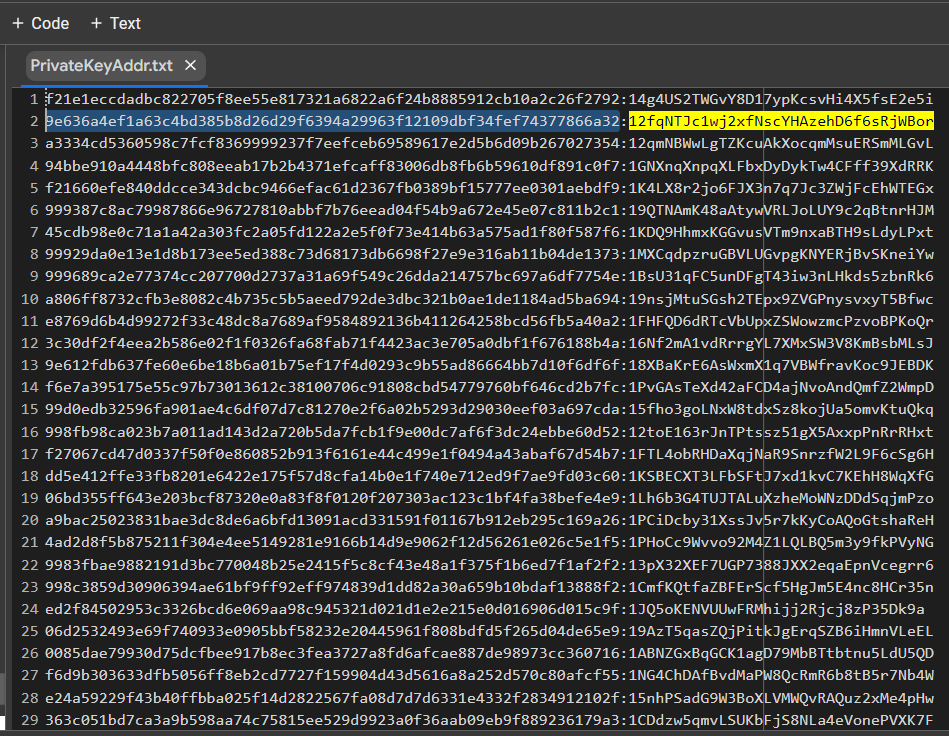 + Code + Text
PrivateKeyAddr.txt ×
1 f21e1eccdadbc822705f8ee55e817321a6822a6f24b8885912cb10a2c26f2792:14g4US2TWGvY8D17ypKcsvHi4X5fsE2e5i
2 9e636a4ef1a63c4bd385b8d26d29f6394a29963f12109dbf34fef74377866a32:12fqNTJc1wj2xfNscYHAzehD6f6sRjWBor
3 a3334cd5360598c7fcf8369999237f7eefceb69589617e2d5b6d09b267027354:12qmNBWwLgTZKcuAkXocqmMsuERSmMLGvL
4 94bbe910a4448bfc808eeab17b2b4371efcaff83006db8fb6b59610df891c0f7:1GNXnqXnpqXLFbxDyDykTw4CFff39XdRRK
5 f21660efe840ddcce343dcbc9466efac61d2367fb0389bf15777ee0301aebdf9:1K4LX8r2jo6FJX3n7q7Jc3ZWjFcEhWTEGx
6 999387c8ac79987866e96727810abbf7b76eead04f54b9a672e45e07c811b2c1:19QTNAmK48aAtywVRLJoLUY9c2qBtnrHJM
7 45cdb98e0c71a1a42a303fc2a05fd122a2e5f0f73e414b63a575ad1f80f587f6:1KDQ9HhmxKGGvusVTm9nxaBTH9sLdyLPxt
8 99929da0e13e1d8b173ee5ed388c73d68173db6698f27e9e316ab11b04de1373:1MXCqdpzruGBVLUGvpgKNYERjBvSKneiYw
9 999689ca2e77374cc207700d2737a31a69f549c26dda214757bc697a6df7754e:1BsU31qFC5unDFgT43iw3nLHkds5zbnRk6
10 a806ff8732cfb3e8082c4b735c5b5aeed792de3dbc321b0ae1de1184ad5ba694:19nsjMtuSGsh2TEpx9ZVGPnysvxyT5Bfwc
11 e8769d6b4d99272f33c48dc8a7689af9584892136b411264258bcd56fb5a40a2:1FHFQD6dRTcVbUpxZSWowzmcPzvoBPKoQr
12 3c30df2f4eea2b586e02f1f0326fa68fab71f4423ac3e705a0dbf1f676188b4a:16Nf2mA1vdRrrgYL7XMxSW3V8KmBsbMLsJ
13 9e612fdb637fe60e6be18b6a01b75ef17f4d0293c9b55ad86664bb7d10f6df6f:18XBaKrE6AsWxmX1q7VBWfravKoc9JEBDK
14 f6e7a395175e55c97b73013612c38100706c91808cbd54779760bf646cd2b7fc:1PvGAsTeXd42aFCD4ajNvoAndQmfZ2WmpD
15 99d0edb32596fa901ae4c6df07d7c81270e2f6a02b5293d29030eef03a697cda:15fho3goLNxW8tdxSz8kojUa5omvKtuQkq
16 998fb98ca023b7a011ad143d2a720b5da7fcb1f9e00dc7af6f3dc24ebbe60d52:12toE163rJnTPtssz51gX5AxxpPnRrRHxt
17 f27067cd47d0337f50f0e860852b913f6161e44c499e1f0494a43abaf67d54b7:1FTL4obRHDaXqjNaR9SnrzfW2L9F6cSg6H
18 dd5e412ffe33fb8201e6422e175f57d8cfa14b0e1f740e712ed9f7ae9fd03c60:1KSBECXT3LFbSFtJ7xd1kvC7KEhH8WqXfG
19 06bd355ff643e203bcf87320e0a83f8f0120f207303ac123c1bf4fa38befe4e9:1Lh6b3G4TUJTALuXzheMoWNzDDdSqjmPzo
20 a9bac25023831bae3dc8de6a6bfd13091acd331591f01167b912eb295c169a26:1PCiDcby31XssJv5r7kKyCoAQoGtshaReH
21 4ad2d8f5b875211f304e4ee5149281e9166b14d9e9062f12d56261e026c5e1f5:1PHoCc9Wvvo92M4Z1LQLBQ5m3y9fkPVyNG
22 9983fbae9882191d3bc770048b25e2415f5c8cf43e48a1f375f1b6ed7f1af2f2:13pX32XEF7UGP7388JXX2eqaEpnVcegrr6
23 998c3859d30906394ae61bf9ff92eff974839d1dd82a30a659b10bdaf13888f2:1CmfKQtfaZBFErScf5HgJm5E4nc8HCr35n
24 ed2f84502953c3326bcd6e069aa98c945321d021d1e2e215e0d016906d015c9f:1JQ5oKENVUUwFRMhijj2Rjcj8zP35Dk9a
25 06d2532493e69f740933e0905bbf58232e20445961f808bdfd5f265d04de65e9:19AzT5qasZQjPitkJgErqSZB6iHmnVLeEL
26 0085dae79930d75dcfbee917b8ec3fea3727a8fd6afcae887de98973cc360716:1ABNZGxBqGCK1agD79MbBTtbtnu5LdU5QD
27 f6d9b303633dfb5056ff8eb2cd7727f159904d43d5616a8a252d570c80afcf55:1NG4ChDAfBvdMaPW8QcRmR6b8tB5r7Nb4W
28 e24a59229f43b40ffbba025f14d2822567fa08d7d7d6331e4332f2834912102f:15nhPSadG9W3BoXLVMWQvRAQuz2xMe4pHw
29 363c051bd7ca3a9b598aa74c75815ee529d9923a0f36aab09eb9f889236179a3:1CDdzw5qmvLSUKbFjS8NLa4eVonePVXK7F